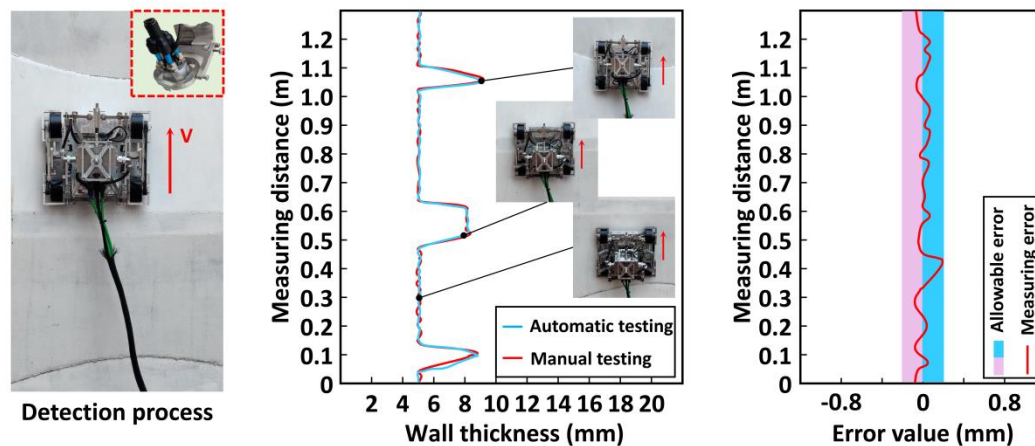 V
Detection process
Measuring distance (m)
1.2
1.1
1.0
0.9
0.8
0.7
0.6
0.5
0.4
0.3
0.2
0.1
0
Automatic testing
Manual testing
2 4 6 8 10 12 14 16 18 20
Wall thickness (mm)
Measuring distance (m)
1.2
1.1
1.0
0.9
0.8
0.7
0.6
0.5
0.4
0.3
0.2
0.1
0
Allowable error
Measuring error
-0.8 0 0.8
Error value (mm)